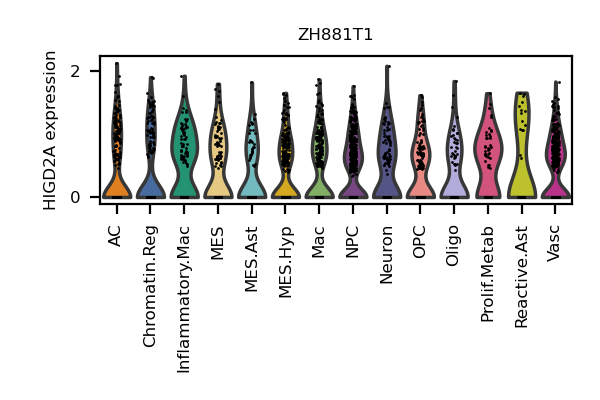 ZH881T1
HIGD2A expression
2
0
AC
Chromatin.Reg
Inflammatory.Mac
MES
MES.Ast
MES.Hyp
Mac
NPC
Neuron
OPC
Oligo
Prolif.Metab
Reactive.Ast
Vasc